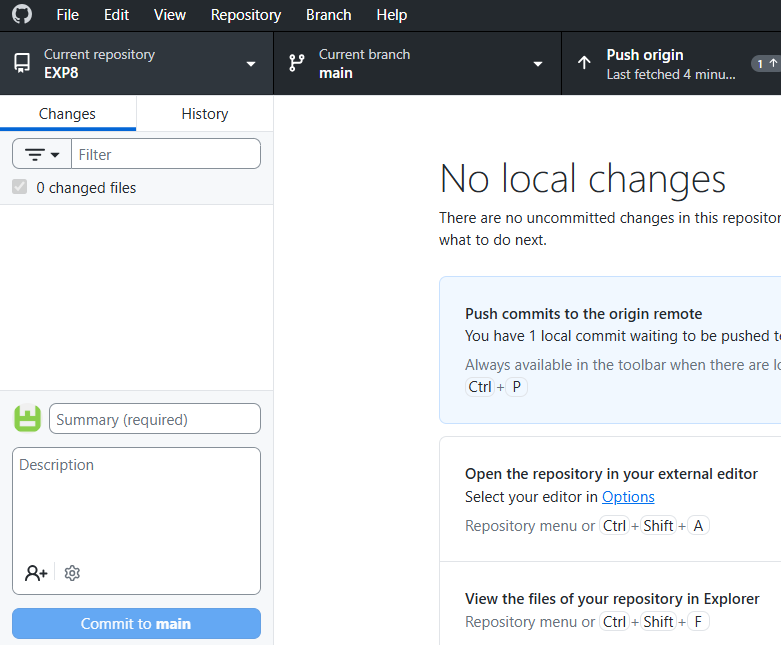 File Edit View Repository Branch Help
Current repository
EXP8
Current branch
main
Push origin
Last fetched 4 minu...
1
Changes History
Filter
0 changed files
No local changes
There are no uncommitted changes in this repositor
what to do next.
Push commits to the origin remote
You have 1 local commit waiting to be pushed to
Always available in the toolbar when there are lo
Ctrl + P
Summary (required)
Description
Open the repository in your external editor
Select your editor in Options
Repository menu or Ctrl + Shift + A
View the files of your repository in Explorer
Repository menu or Ctrl + Shift + F
Commit to main